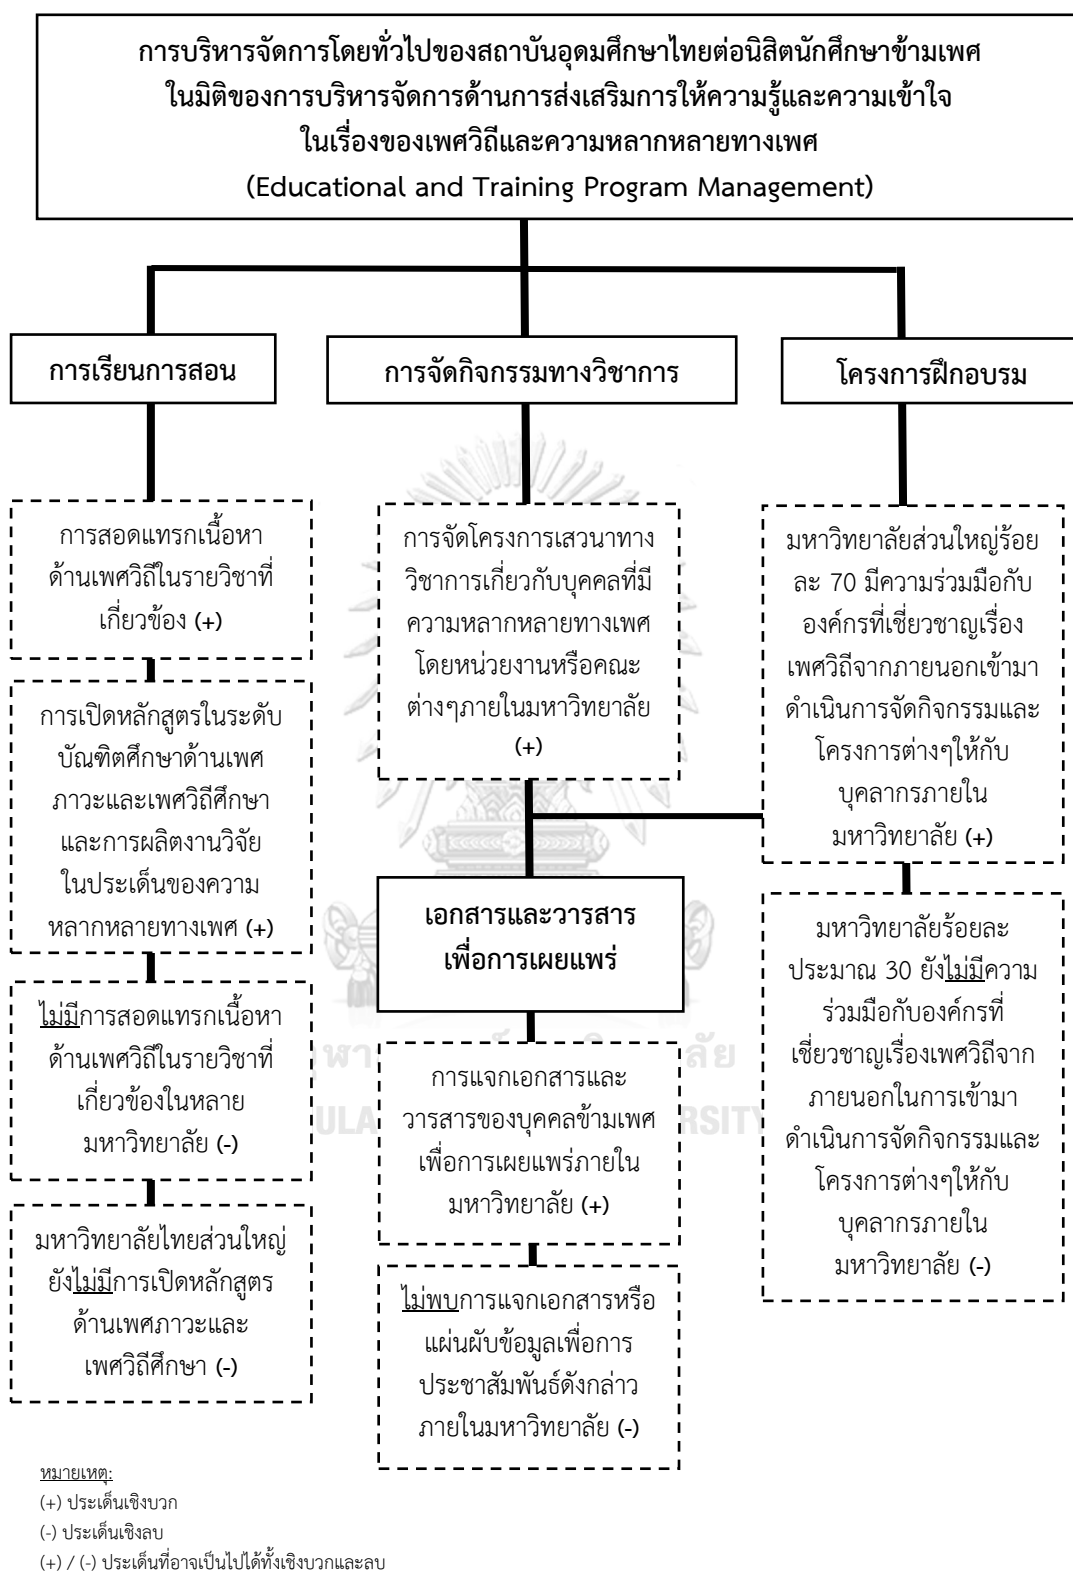 การบริหารจัดการโดยทั่วไปของสถาบันอุดมศึกษาไทยต่อนิสิตนักศึกษาข้ามเพศ
ในมิติของการบริหารจัดการด้านการส่งเสริมการให้ความรู้และความเข้าใจ
ในเรื่องของเพศวิถีและความหลากหลายทางเพศ
(Educational and Training Program Management)
การเรียนการสอน
การสอดแทรกเนื้อหา
ด้านเพศวิถีในรายวิชาที่
เกี่ยวข้อง (+)
การเปิดหลักสูตรในระดับ
บัณฑิตศึกษาด้านเพศ
ภาวะและเพศวิถีศึกษา
และการผลิตงานวิจัย
ในประเด็นของความ
หลากหลายทางเพศ (+)
ไม่มีการสอดแทรกเนื้อหา
ด้านเพศวิถีในรายวิชาที่
เกี่ยวข้องในหลาย
มหาวิทยาลัย (-)
มหาวิทยาลัยไทยส่วนใหญ่
ยังไม่มีการเปิดหลักสูตร
ด้านเพศภาวะและ
เพศวิถีศึกษา (-)
การจัดกิจกรรมทางวิชาการ
การจัดโครงการเสวนาทาง
วิชาการเกี่ยวกับบุคคลที่มี
ความหลากหลายทางเพศ
โดยหน่วยงานหรือคณะ
ต่างๆภายในมหาวิทยาลัย
(+)
เอกสารและวารสาร
เพื่อการเผยแพร่
การแจกเอกสารและ
วารสารของบุคคลข้ามเพศ
เพื่อการเผยแพร่ภายใน
มหาวิทยาลัย (+)
ไม่พบการแจกเอกสารหรือ
แผ่นผับข้อมูลเพื่อการ
ประชาสัมพันธ์ดังกล่าว
ภายในมหาวิทยาลัย (-)
โครงการฝึกอบรม
มหาวิทยาลัยส่วนใหญ่ร้อย
ละ 70 มีความร่วมมือกับ
องค์กรที่เชี่ยวชาญเรื่อง
เพศวิถีจากภายนอกเข้ามา
ดำเนินการจัดกิจกรรมและ
โครงการต่างๆให้กับ
บุคลากรภายใน
มหาวิทยาลัย (+)
มหาวิทยาลัยร้อยละ
ประมาณ 30 ยังไม่มีความ
ร่วมมือกับองค์กรที่
เชี่ยวชาญเรื่องเพศวิถีจาก
ภายนอกในการเข้ามา
ดำเนินการจัดกิจกรรมและ
โครงการต่างๆให้กับ
บุคลากรภายใน
มหาวิทยาลัย (-)
หมายเหตุ:
(+) ประเด็นเชิงบวก
(-) ประเด็นเชิงลบ
(+) / (-) ประเด็นที่อาจเป็นไปได้ทั้งเชิงบวกและลบ